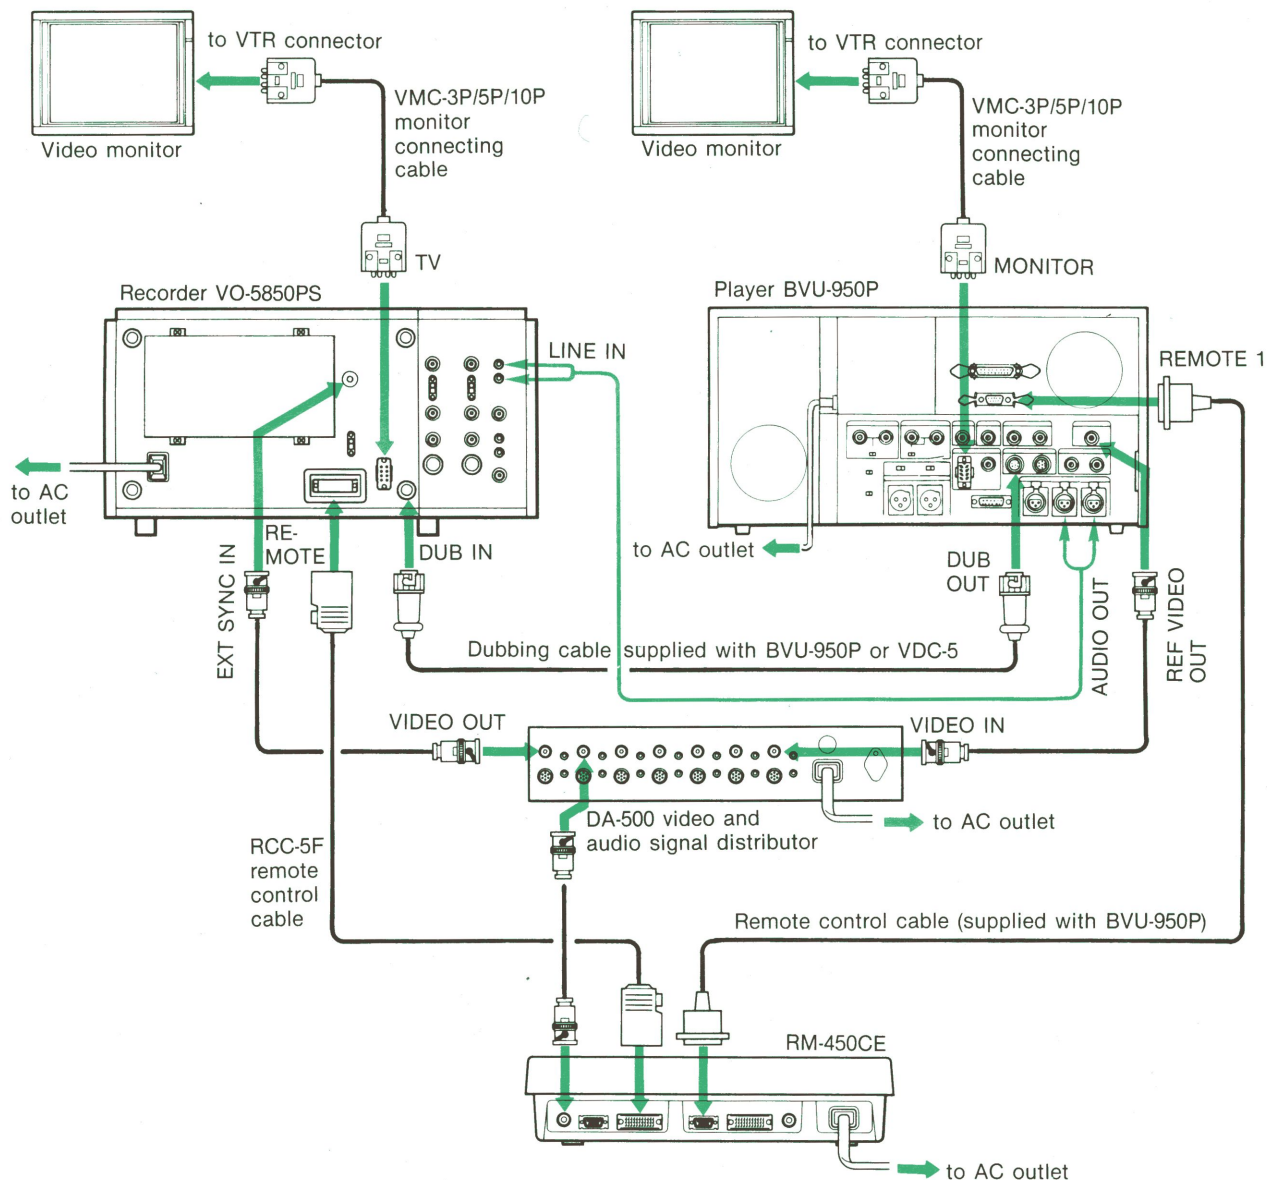 to VTR connector
VMC-3P/5P/10P
monitor
connecting
cable
Video monitor
TV
to VTR connector
VMC-3P/5P/10P
monitor
connecting
cable
Video monitor
MONITOR
Recorder VO-5850PS
Player BVU-950P
LINE IN
REMOTE 1
to AC
outlet
EXT SYNC IN
RE-
MOTE
DUB IN
to AC outlet
DUB
OUT
AUDIO OUT
REF VIDEO
OUT
Dubbing cable supplied with BVU-950P or VDC-5
VIDEO OUT
VIDEO IN
DA-500 video and
audio signal distributor
to AC outlet
RCC-5F
remote
control
cable
Remote control cable (supplied with BVU-950P)
RM-450CE
to AC outlet